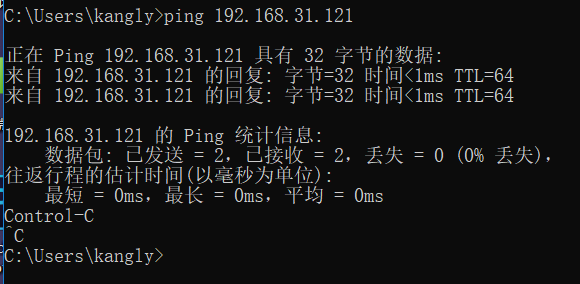 C:\Users\kangly>ping 192.168.31.121
正在 Ping 192.168.31.121 具有 32 字节的数据:
来自 192.168.31.121 的回复: 字节=32 时间<1ms TTL=64
来自 192.168.31.121 的回复: 字节=32 时间<1ms TTL=64
192.168.31.121 的 Ping 统计信息:
数据包: 已发送 = 2，已接收 = 2，丢失 = 0 (0% 丢失)，
往返行程的估计时间(以毫秒为单位):
最短 = 0ms，最长 = 0ms，平均 = 0ms
Control-C
^C
C:\Users\kangly>